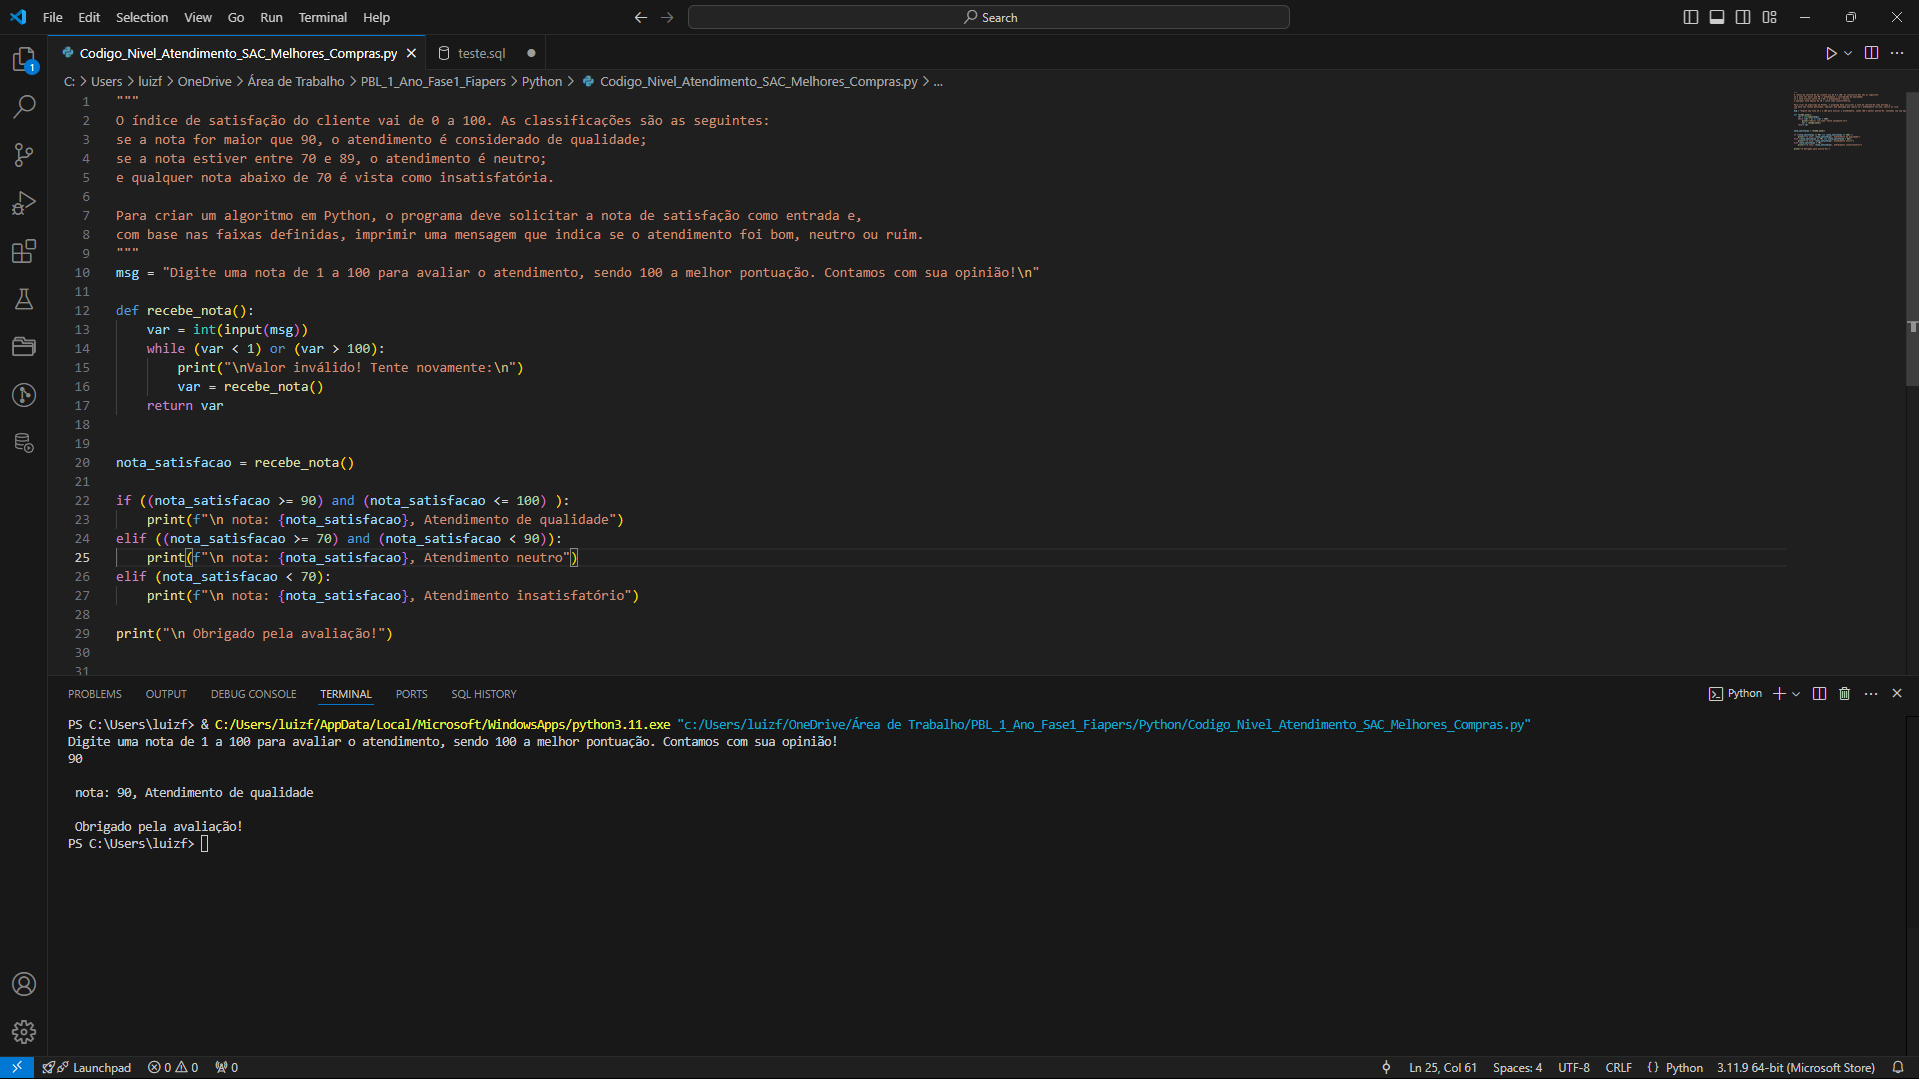 File Edit Selection View Go Run Terminal Help
Search
Codigo_Nivel_Atendimento_SAC_Melhores_Compras.py
teste.sql
C: > Users > luizf > OneDrive > Área de Trabalho > PBL_1_Ano_Fase1_Fiapers > Python > Codigo_Nivel_Atendimento_SAC_Melhores_Compras.py > ...
1 """
2 O índice de satisfação do cliente vai de 0 a 100. As classificações são as seguintes:
3 se a nota for maior que 90, o atendimento é considerado de qualidade;
4 se a nota estiver entre 70 e 89, o atendimento é neutro;
5 e qualquer nota abaixo de 70 é vista como insatisfatória.
6
7 Para criar um algoritmo em Python, o programa deve solicitar a nota de satisfação como entrada e,
8 com base nas faixas definidas, imprimir uma mensagem que indica se o atendimento foi bom, neutro ou ruim.
9 """
10 msg = "Digite uma nota de 1 a 100 para avaliar o atendimento, sendo 100 a melhor pontuação. Contamos com sua opinião!\n"
11
12 def recebe_nota():
13     var = int(input(msg))
14     while (var < 1) or (var > 100):
15         print("\nValor inválido! Tente novamente:\n")
16         var = recebe_nota()
17     return var
18
19
20 nota_satisfacao = recebe_nota()
21
22 if ((nota_satisfacao >= 90) and (nota_satisfacao <= 100) ):
23     print(f"\n nota: {nota_satisfacao}, Atendimento de qualidade")
24 elif ((nota_satisfacao >= 70) and (nota_satisfacao < 90)):
25     print(f"\n nota: {nota_satisfacao}, Atendimento neutro")
26 elif (nota_satisfacao < 70):
27     print(f"\n nota: {nota_satisfacao}, Atendimento insatisfatório")
28
29 print("\n Obrigado pela avaliação!")
30
31
1
PROBLEMS OUTPUT DEBUG CONSOLE TERMINAL PORTS SQL HISTORY
Python
PS C:\Users\luizf> & C:/Users/luizf/AppData/Local/Microsoft/WindowsApps/python3.11.exe "c:/Users/luizf/OneDrive/Área de Trabalho/PBL_1_Ano_Fase1_Fiapers/Python/Codigo_Nivel_Atendimento_SAC_Melhores_Compras.py"
Digite uma nota de 1 a 100 para avaliar o atendimento, sendo 100 a melhor pontuação. Contamos com sua opinião!
90
nota: 90, Atendimento de qualidade
Obrigado pela avaliação!
PS C:\Users\luizf>
Launchpad 0 0 0
Ln 25, Col 61 Spaces: 4 UTF-8 CRLF {} Python 3.11.9 64-bit (Microsoft Store)